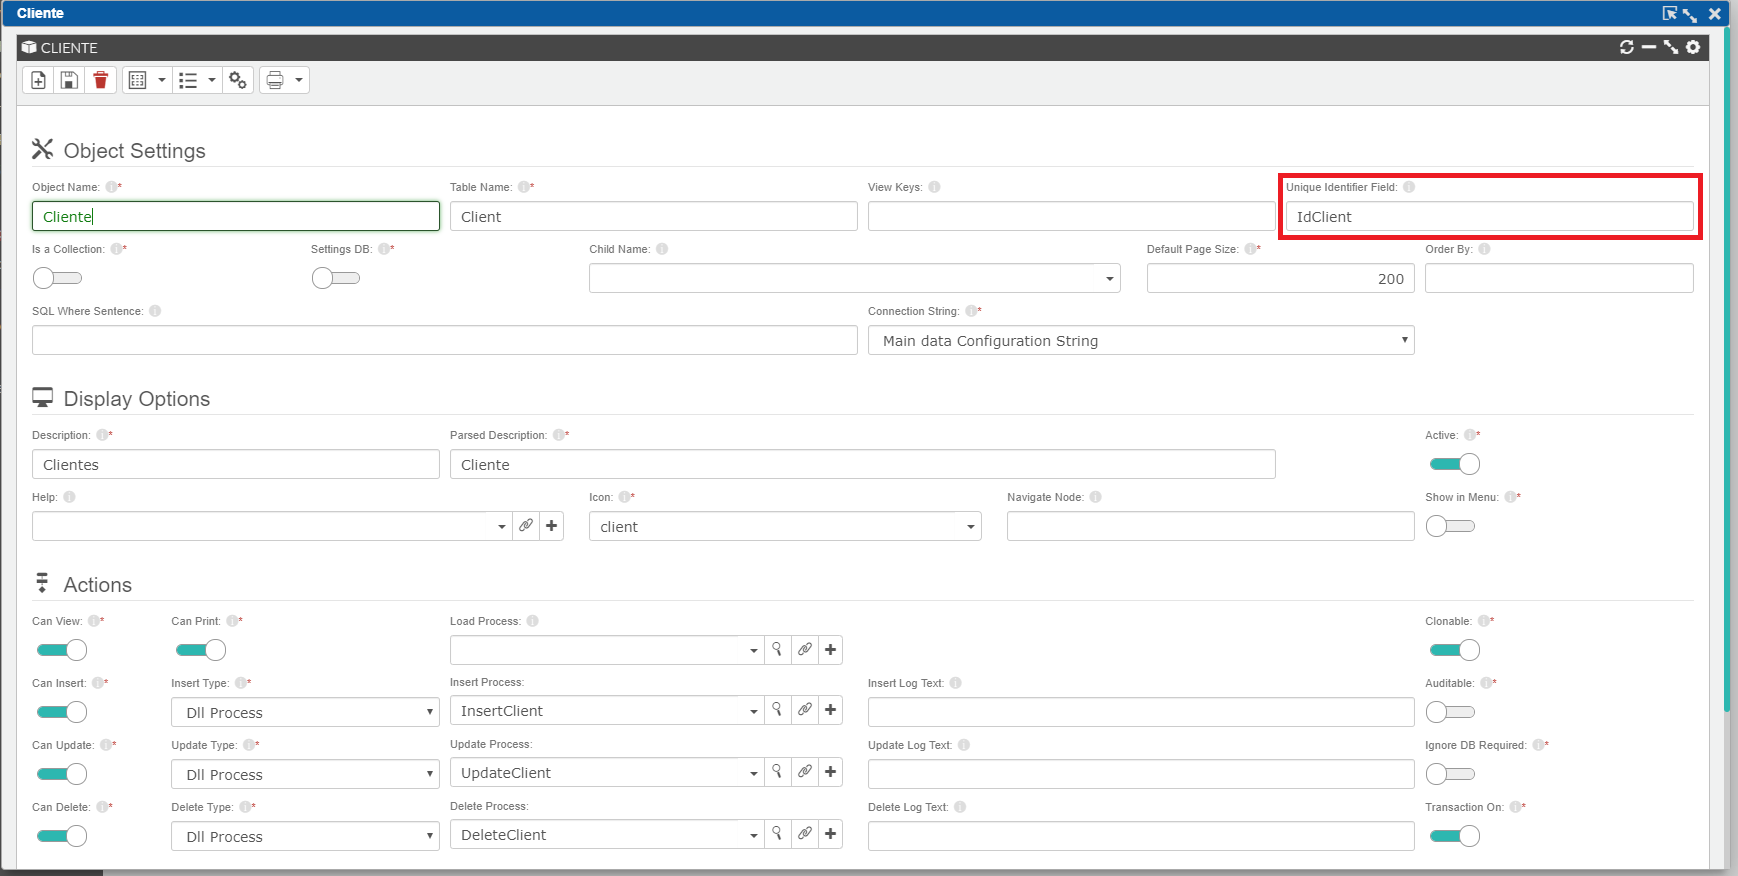 Cliente
CLIENTE
Object Settings
Object Name: * Table Name: * View Keys: Unique Identifier Field:
Cliente Client IdClient
Is a Collection: * Settings DB: * Child Name: Default Page Size: * Order By:
200
SQL Where Sentence: Connection String: *
Main data Configuration String
Display Options
Description: * Parsed Description: * Active: *
Clientes Cliente
Help: Icon: * Navigate Node: Show in Menu: *
client
Actions
Can View: * Can Print: * Load Process: Clonable: *
Can Insert: * Insert Type: * Insert Process: Insert Log Text: Auditable: *
Dll Process InsertClient
Can Update: * Update Type: * Update Process: Update Log Text: Ignore DB Required: *
Dll Process UpdateClient
Can Delete: * Delete Type: * Delete Process: Delete Log Text: Transaction On: *
Dll Process DeleteClient